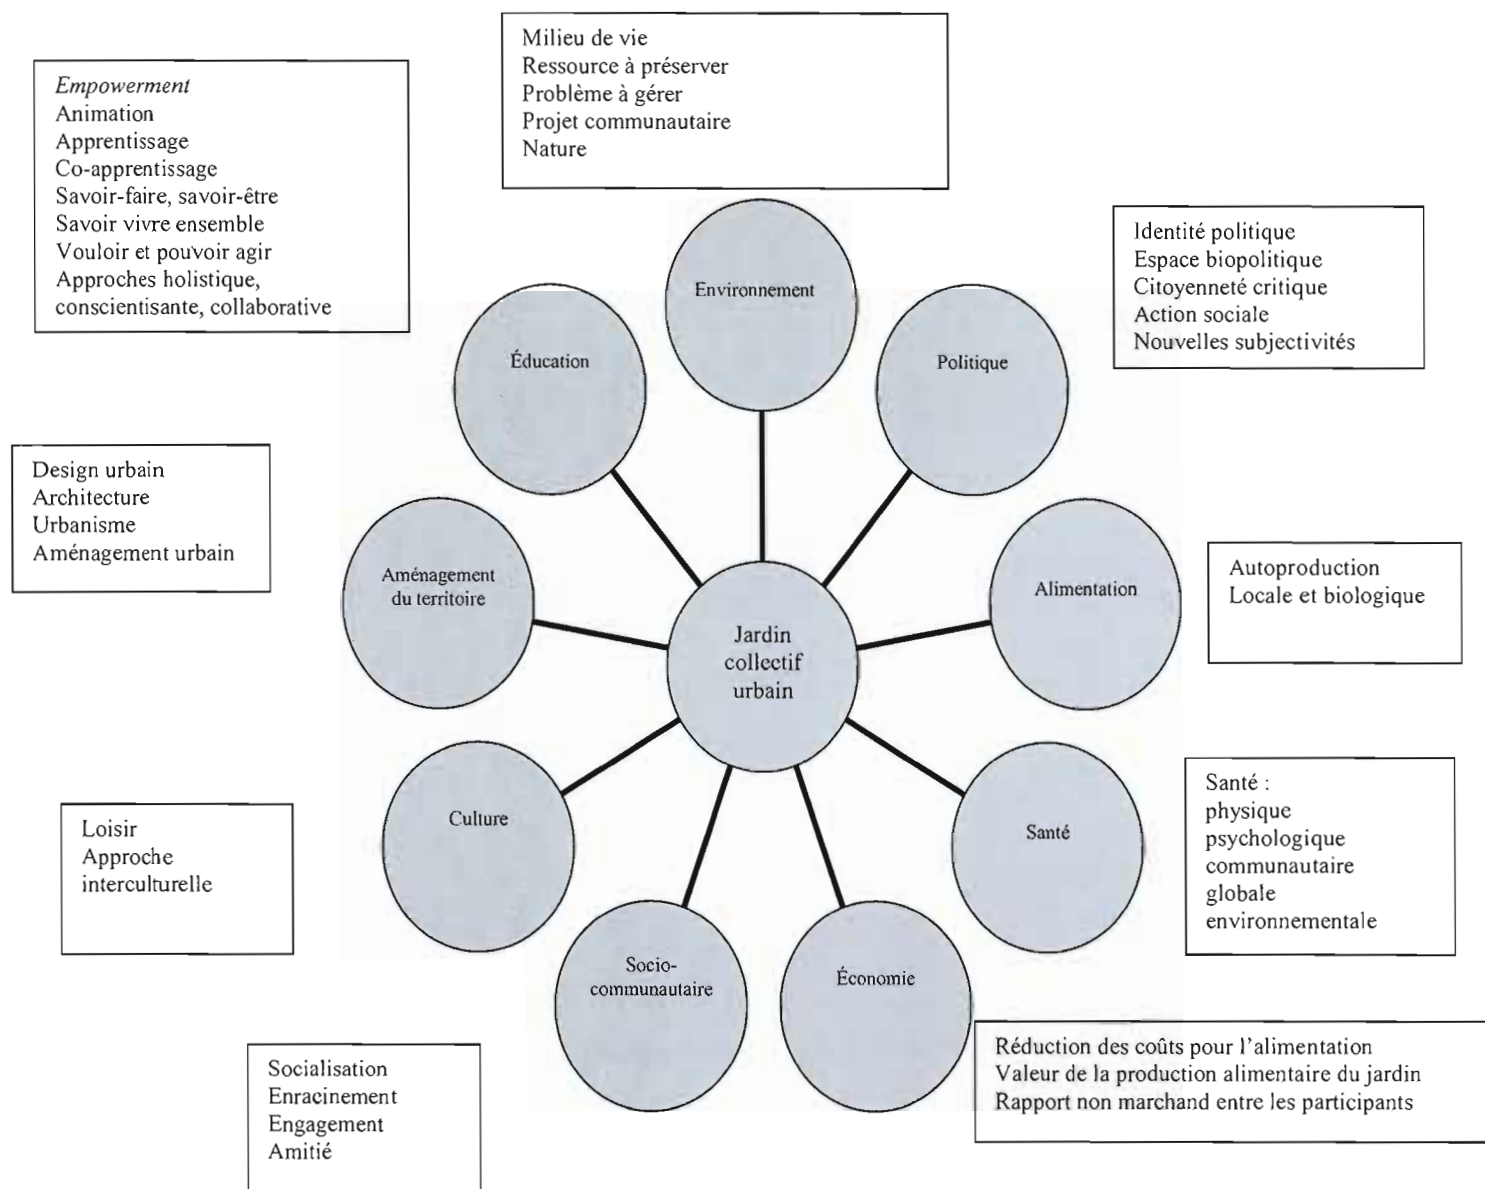 Milieu de vie
Ressource à préserver
Problème à gérer
Projet communautaire
Nature
Empowerment
Animation
Apprentissage
Co-apprentissage
Savoir-faire, savoir-être
Savoir vivre ensemble
Vouloir et pouvoir agir
Approches holistique,
conscientisante, collaborative
Identité politique
Espace biopolitique
Citoyenneté critique
Action sociale
Nouvelles subjectivités
Environnement
Éducation
Politique
Design urbain
Architecture
Urbanisme
Aménagement urbain
Aménagement
du territoire
Alimentation
Autoproduction
Locale et biologique
Jardin
collectif
urbain
Loisir
Approche
interculturelle
Culture
Santé
Santé :
physique
psychologique
communautaire
globale
environnementale
Socio-
communautaire
Économie
Socialisation
Enracinement
Engagement
Amitié
Réduction des coûts pour l'alimentation
Valeur de la production alimentaire du jardin
Rapport non marchand entre les participants